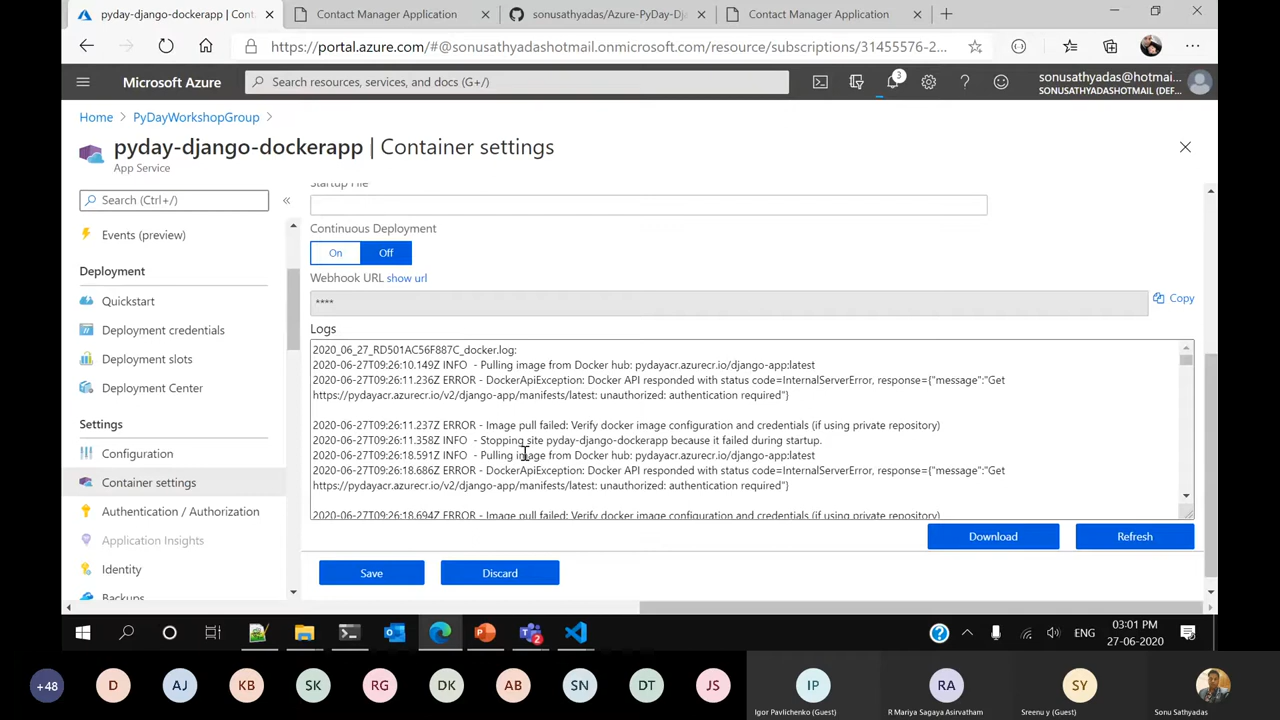 pyday-django-dockerapp | Cont
Contact Manager Application
sonusathyadas/Azure-PyDay-Dj
Contact Manager Application
https://portal.azure.com/#@sonusathyadashotmail.onmicrosoft.com/resource/subscriptions/31455576-2...
Microsoft Azure
Search resources, services, and docs (G+/)
3
sonusathyadas@hotmai...
SONUSATHYADASHOTMAIL (DEF...
Home > PyDayWorkshopGroup >
pyday-django-dockerapp | Container settings
App Service
Search (Ctrl+/)
«
Events (preview)
Deployment
Quickstart
Deployment credentials
Deployment slots
Deployment Center
Settings
Configuration
Container settings
Authentication / Authorization
Application Insights
Identity
Backups
Startup File
Continuous Deployment
On
Off
Webhook URL show url
****
Copy
Logs
2020_06_27_RD501AC56F887C_docker.log:
2020-06-27T09:26:10.149Z INFO - Pulling image from Docker hub: pydayacr.azurecr.io/django-app:latest
2020-06-27T09:26:11.236Z ERROR - DockerApiException: Docker API responded with status code=InternalServerError, response={"message":"Get
https://pydayacr.azurecr.io/v2/django-app/manifests/latest: unauthorized: authentication required"}
2020-06-27T09:26:11.237Z ERROR - Image pull failed: Verify docker image configuration and credentials (if using private repository)
2020-06-27T09:26:11.358Z INFO - Stopping site pyday-django-dockerapp because it failed during startup.
2020-06-27T09:26:18.591Z INFO - Pulling image from Docker hub: pydayacr.azurecr.io/django-app:latest
2020-06-27T09:26:18.686Z ERROR - DockerApiException: Docker API responded with status code=InternalServerError, response={"message":"Get
https://pydayacr.azurecr.io/v2/django-app/manifests/latest: unauthorized: authentication required"}
2020-06-27T09:26:18.694Z ERROR - Image pull failed: Verify docker image configuration and credentials (if using private repository)
Download
Refresh
Save
Discard
2
ENG
03:01 PM
27-06-2020
+48
D
AJ
KB
SK
RG
DK
AB
SN
DT
JS
IP
RA
SY
Igor Pavlichenko (Guest)
R Mariya Sagaya Asirvatham
Sreenu y (Guest)
Sonu Sathyadas